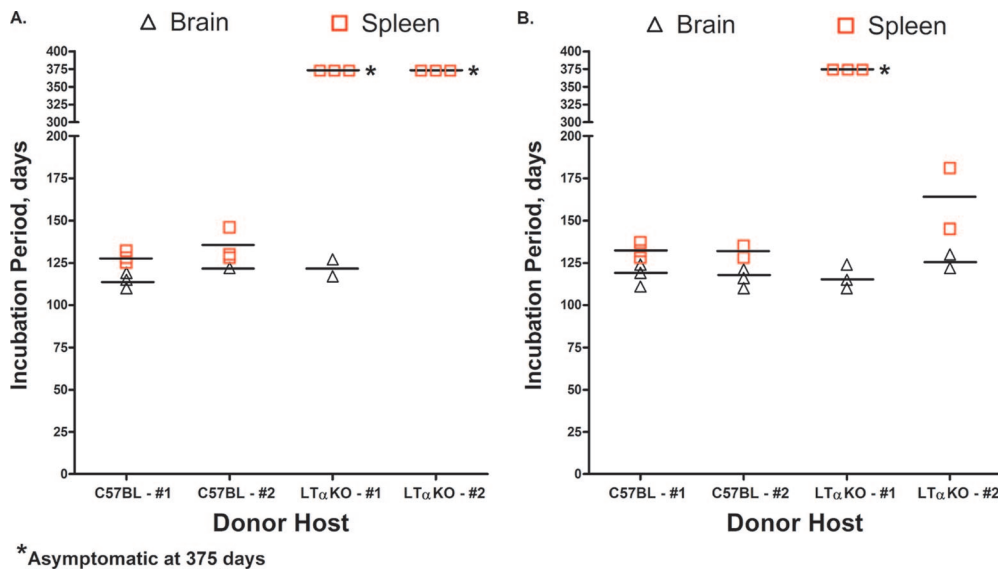 A.
Brain
Spleen
400
375
350
325
300
200
175
150
125
100
75
50
25
0
*
*
Incubation Period, days
C57BL - #1
C57BL - #2
LTαKO - #1
LTαKO - #2
Donor Host
*Asymptomatic at 375 days
B.
Brain
Spleen
400
375
350
325
300
200
175
150
125
100
75
50
25
0
*
Incubation Period, days
C57BL - #1
C57BL - #2
LTαKO - #1
LTαKO - #2
Donor Host